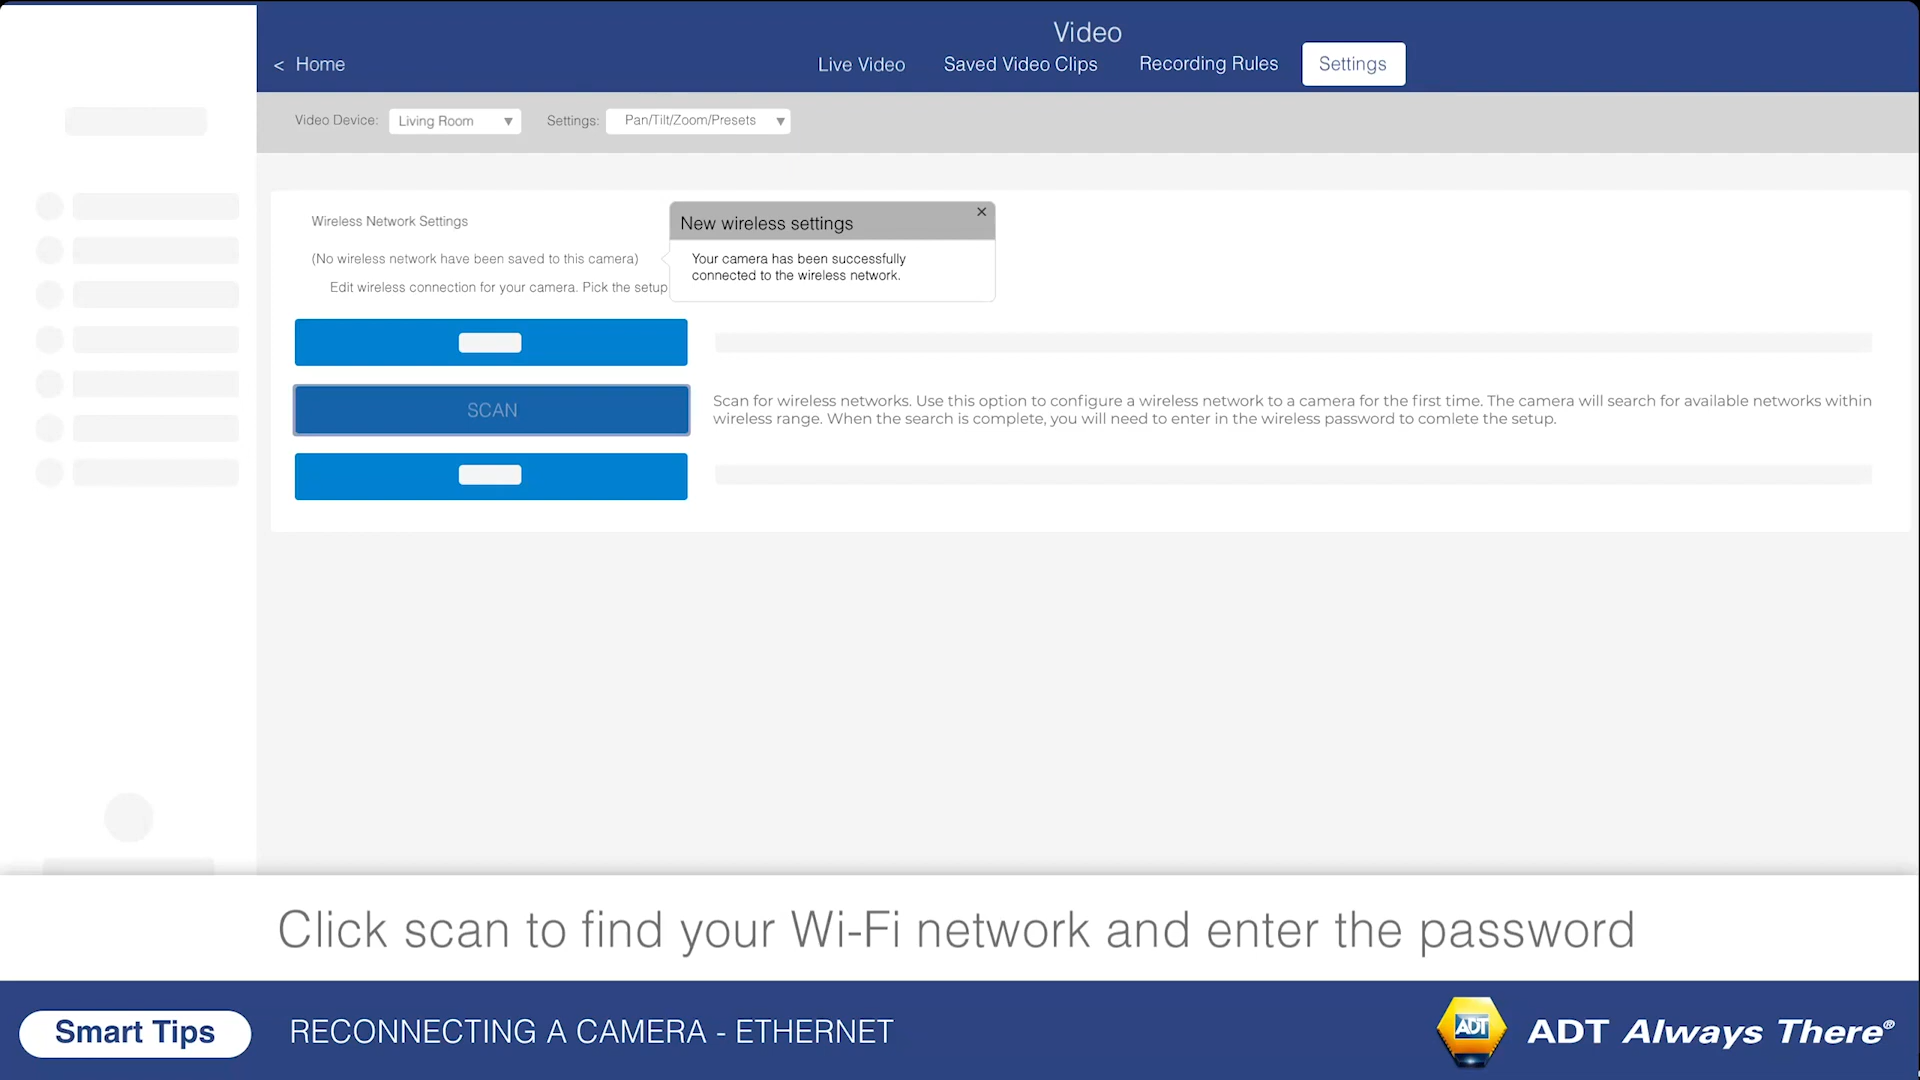 Video
< Home
Live Video
Saved Video Clips
Recording Rules
Settings
Video Device:
Living Room
Settings:
Pan/Tilt/Zoom/Presets
Wireless Network Settings
(No wireless network have been saved to this camera)
Edit wireless connection for your camera. Pick the setup
New wireless settings
Your camera has been successfully
connected to the wireless network.
SCAN
Scan for wireless networks. Use this option to configure a wireless network to a camera for the first time. The camera will search for available networks within
wireless range. When the search is complete, you will need to enter in the wireless password to comlete the setup.
Click scan to find your Wi-Fi network and enter the password
Smart Tips
RECONNECTING A CAMERA - ETHERNET
ADT
ADT Always There®